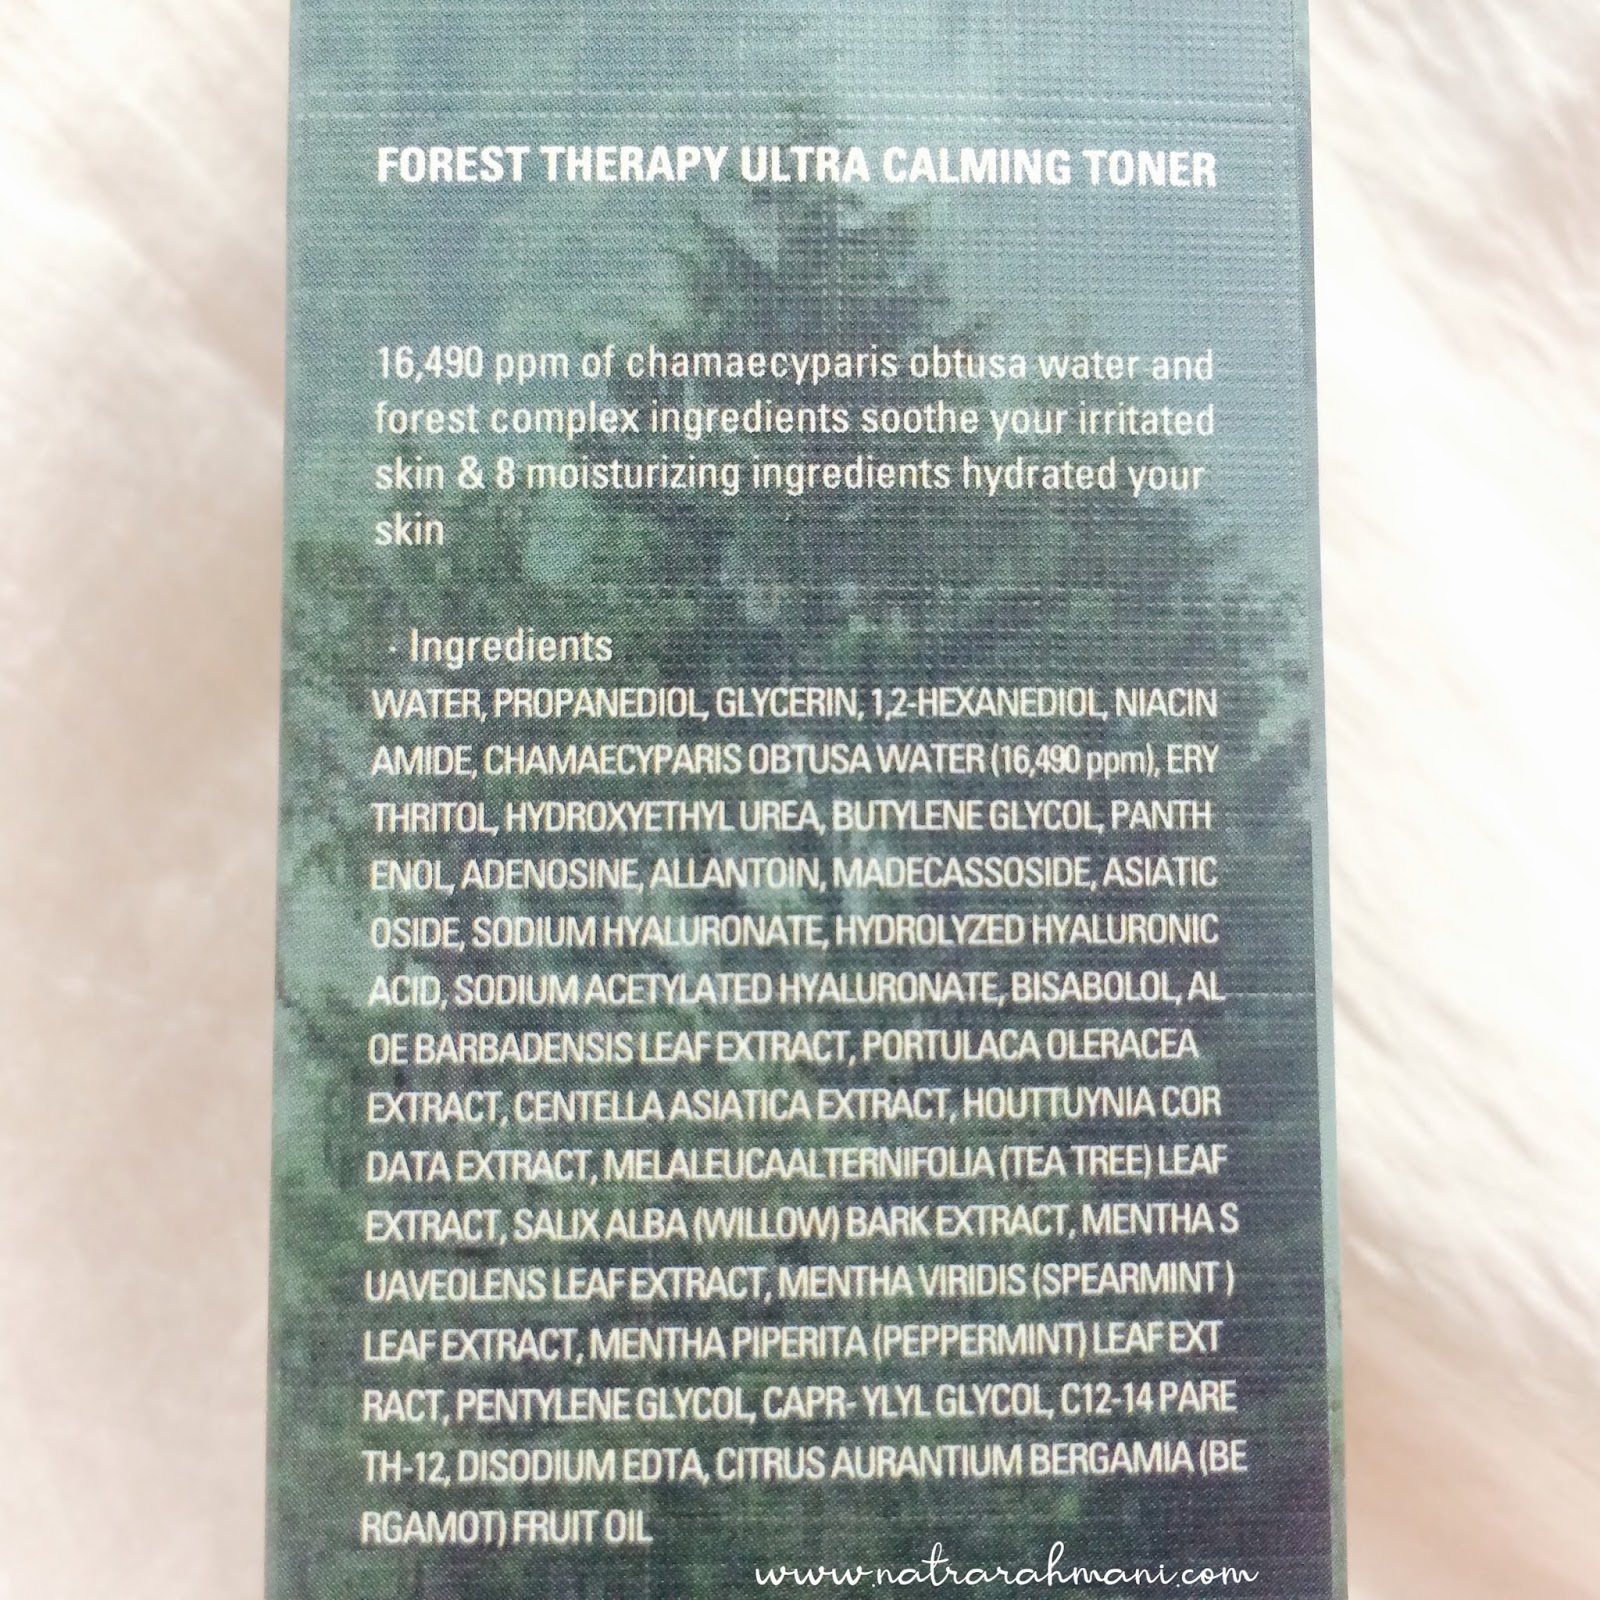 FOREST THERAPY ULTRA CALMING TONER
16,490 ppm of chamaecyparis obtusa water and
forest complex ingredients soothe your irritated
skin & 8 moisturizing ingredients hydrated your
skin
· Ingredients
WATER, PROPANEDIOL, GLYCERIN, 1,2-HEXANEDIOL, NIACIN
AMIDE, CHAMAECYPARIS OBTUSA WATER (16,490 ppm), ERY
THRITOL, HYDROXYETHYL UREA, BUTYLENE GLYCOL, PANTH
ENOL, ADENOSINE, ALLANTOIN, MADECASSOSIDE, ASIATIC
OSIDE, SODIUM HYALURONATE, HYDROLYZED HYALURONIC
ACID, SODIUM ACETYLATED HYALURONATE, BISABOLOL, AL
OE BARBADENSIS LEAF EXTRACT, PORTULACA OLERACEA
EXTRACT, CENTELLA ASIATICA EXTRACT, HOUTTUYNIA COR
DATA EXTRACT, MELALEUCAALTERNIFOLIA (TEA TREE) LEAF
EXTRACT, SALIX ALBA (WILLOW) BARK EXTRACT, MENTHA S
UAVEOLENS LEAF EXTRACT, MENTHA VIRIDIS (SPEARMINT )
LEAF EXTRACT, MENTHA PIPERITA (PEPPERMINT) LEAF EXT
RACT, PENTYLENE GLYCOL, CAPR- YLYL GLYCOL, C12-14 PARE
TH-12, DISODIUM EDTA, CITRUS AURANTIUM BERGAMIA (BE
RGAMOT) FRUIT OIL
www.natrarahmani.com